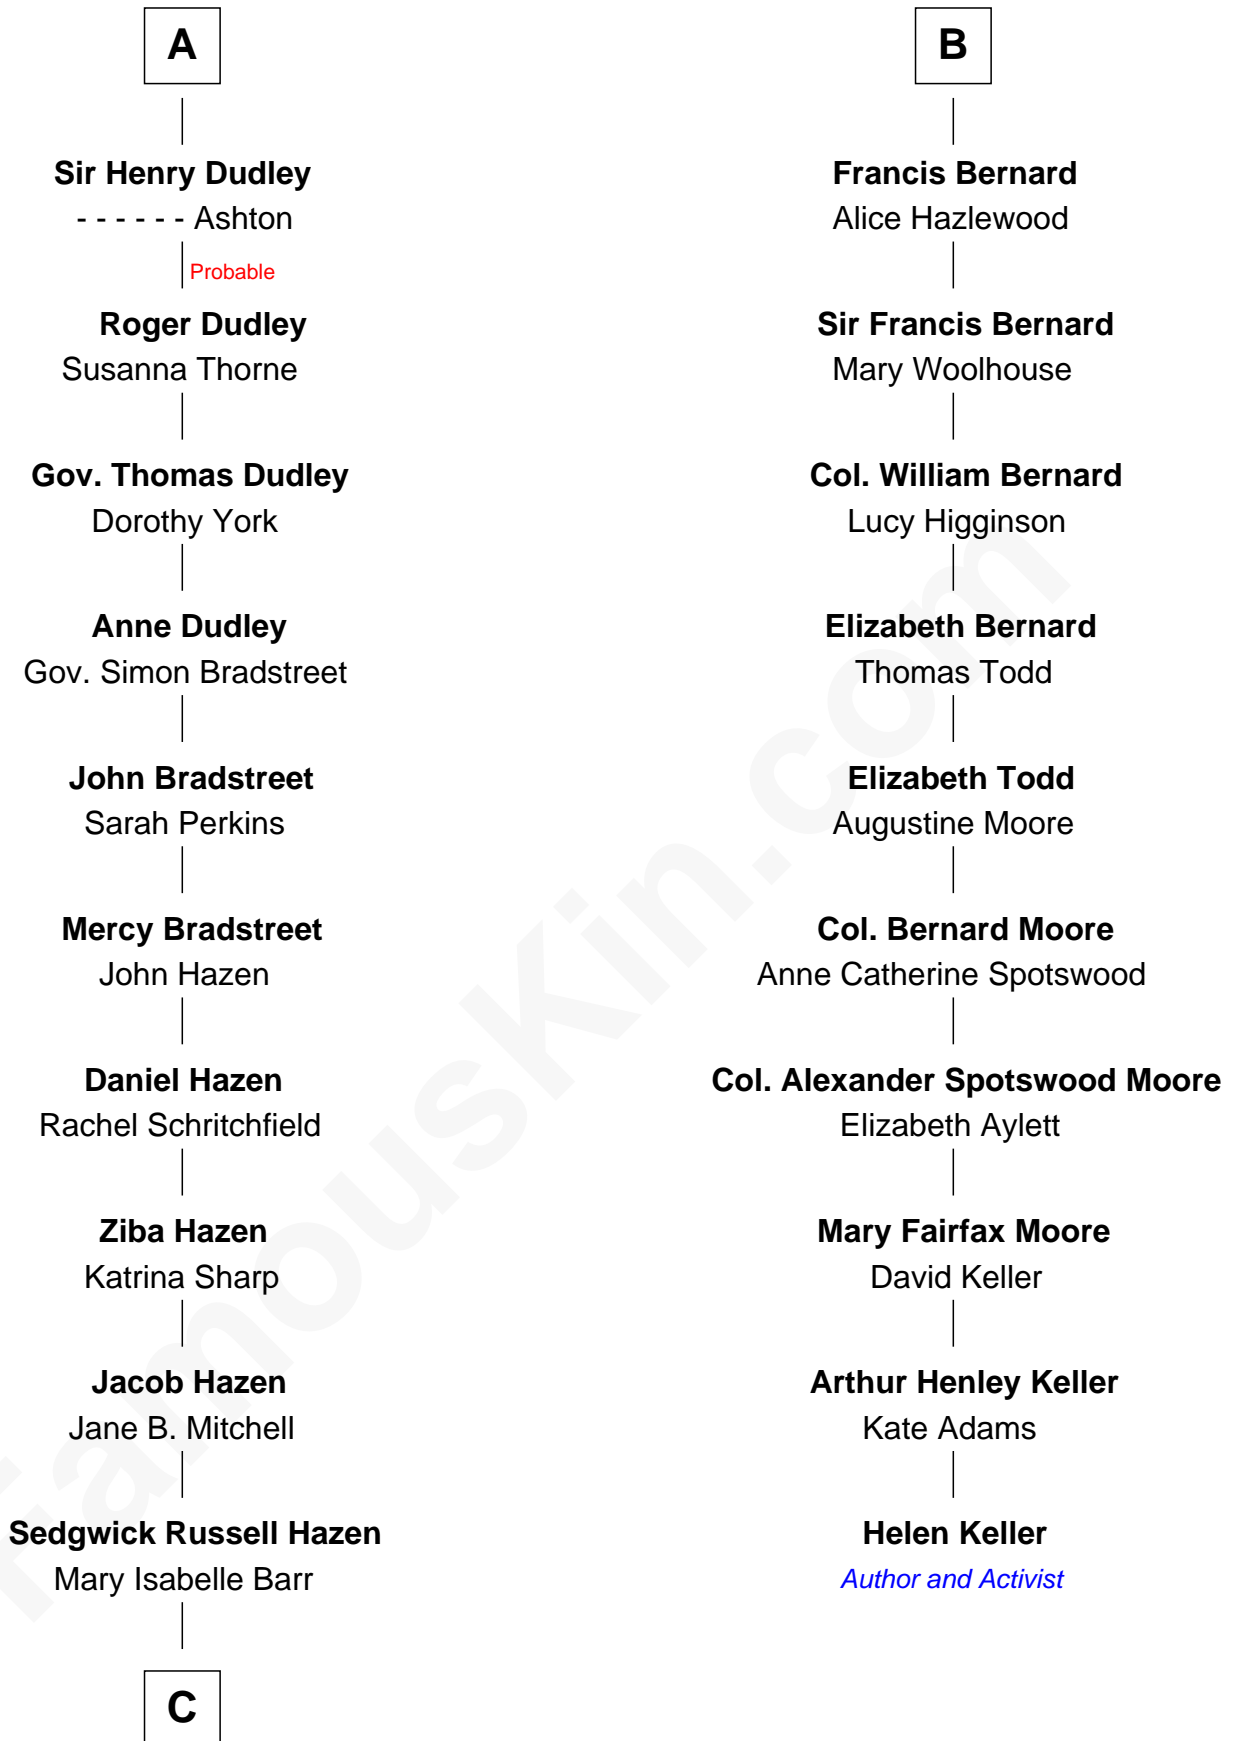 A
Sir Henry Dudley
- - - - - - Ashton
Probable
Roger Dudley
Susanna Thorne
Gov. Thomas Dudley
Dorothy York
Anne Dudley
Gov. Simon Bradstreet
John Bradstreet
Sarah Perkins
Mercy Bradstreet
John Hazen
Daniel Hazen
Rachel Schritchfield
Ziba Hazen
Katrina Sharp
Jacob Hazen
Jane B. Mitchell
Sedgwick Russell Hazen
Mary Isabelle Barr
C
B
Francis Bernard
Alice Hazlewood
Sir Francis Bernard
Mary Woolhouse
Col. William Bernard
Lucy Higginson
Elizabeth Bernard
Thomas Todd
Elizabeth Todd
Augustine Moore
Col. Bernard Moore
Anne Catherine Spotswood
Col. Alexander Spotswood Moore
Elizabeth Aylett
Mary Fairfax Moore
David Keller
Arthur Henley Keller
Kate Adams
Helen Keller
Author and Activist
FamousKin.com